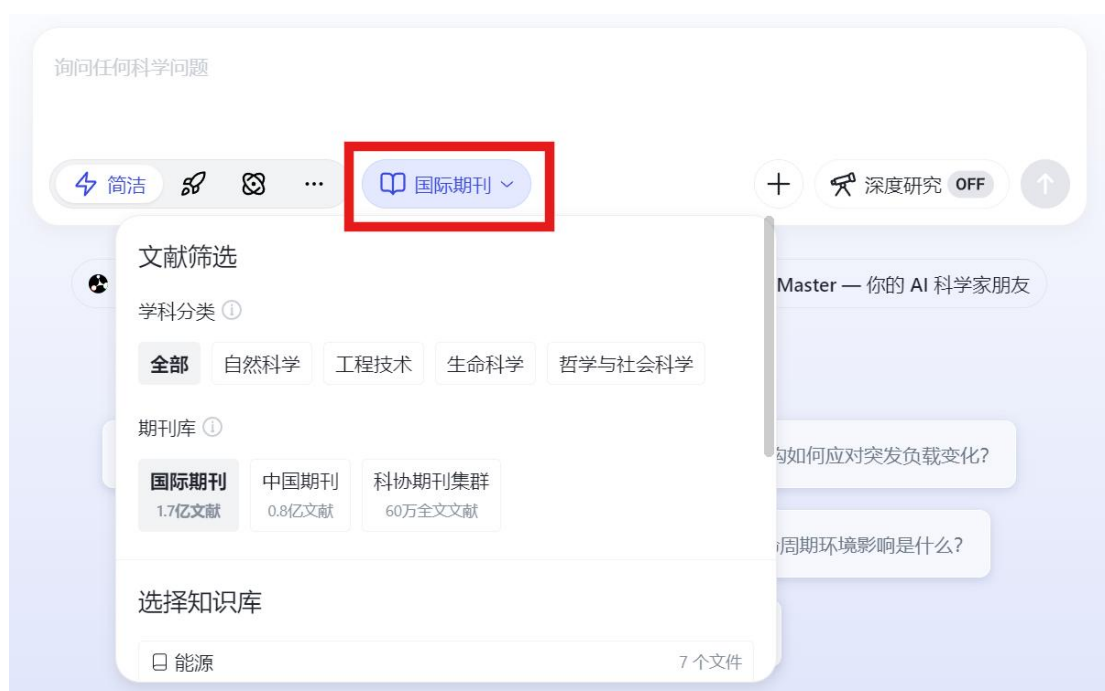 询问任何科学问题
简洁 ··· 国际期刊 深度研究 OFF
文献筛选
Master — 你的 AI 科学家朋友
学科分类
全部 自然科学 工程技术 生命科学 哲学与社会科学
期刊库
如何应对突发负载变化?
国际期刊 中国期刊 科协期刊集群
1.7亿文献 0.8亿文献 60万全文文献
周期环境影响是什么?
选择知识库
能源 7 个文件